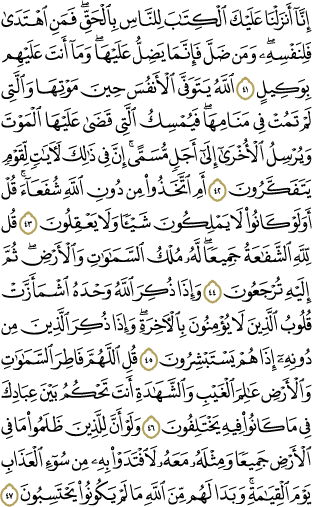 إِنَّآ أَنزَلْنَا عَلَيْكَ ٱلْكِتَٰبَ لِلنَّاسِ بِٱلْحَقِّ ۖ فَمَنِ ٱهْتَدَىٰ
فَلِنَفْسِهِۦ ۖ وَمَن ضَلَّ فَإِنَّمَا يَضِلُّ عَلَيْهَا ۖ وَمَآ أَنتَ عَلَيْهِم
بِوَكِيلٍ ٤١ ٱللَّهُ يَتَوَفَّى ٱلْأَنفُسَ حِينَ مَوْتِهَا وَٱلَّتِى
لَمْ تَمُتْ فِى مَنَامِهَا ۖ فَيُمْسِكُ ٱلَّتِى قَضَىٰ عَلَيْهَا ٱلْمَوْتَ
وَيُرْسِلُ ٱلْأُخْرَىٰٓ إِلَىٰٓ أَجَلٍ مُّسَمًّى ۚ إِنَّ فِى ذَٰلِكَ لَءَايَٰتٍ لِّقَوْمٍ
يَتَفَكَّرُونَ ٤٢ أَمِ ٱتَّخَذُوا۟ مِن دُونِ ٱللَّهِ شُفَعَآءَ ۚ قُلْ
أَوَلَوْ كَانُوا۟ لَا يَمْلِكُونَ شَيْـًٔا وَلَا يَعْقِلُونَ ٤٣ قُل
لِّلَّهِ ٱلشَّفَٰعَةُ جَمِيعًا ۖ لَّهُۥ مُلْكُ ٱلسَّمَٰوَٰتِ وَٱلْأَرْضِ ۖ ثُمَّ
إِلَيْهِ تُرْجَعُونَ ٤٤ وَإِذَا ذُكِرَ ٱللَّهُ وَحْدَهُ ٱشْمَأَزَّتْ
قُلُوبُ ٱلَّذِينَ لَا يُؤْمِنُونَ بِٱلْءَاخِرَةِ ۖ وَإِذَا ذُكِرَ ٱلَّذِينَ مِن
دُونِهِۦٓ إِذَا هُمْ يَسْتَبْشِرُونَ ٤٥ قُلِ ٱللَّهُمَّ فَاطِرَ ٱلسَّمَٰوَٰتِ
وَٱلْأَرْضِ عَٰلِمَ ٱلْغَيْبِ وَٱلشَّهَٰدَةِ أَنتَ تَحْكُمُ بَيْنَ عِبَادِكَ
فِى مَا كَانُوا۟ فِيهِ يَخْتَلِفُونَ ٤٦ وَلَوْ أَنَّ لِلَّذِينَ ظَلَمُوا۟ مَا فِى
ٱلْأَرْضِ جَمِيعًا وَمِثْلَهُۥ مَعَهُۥ لَٱفْتَدَوْا۟ بِهِۦ مِن سُوٓءِ ٱلْعَذَابِ
يَوْمَ ٱلْقِيَٰمَةِ ۚ وَبَدَا لَهُم مِّنَ ٱللَّهِ مَا لَمْ يَكُونُوا۟ يَحْتَسِبُونَ ٤٧